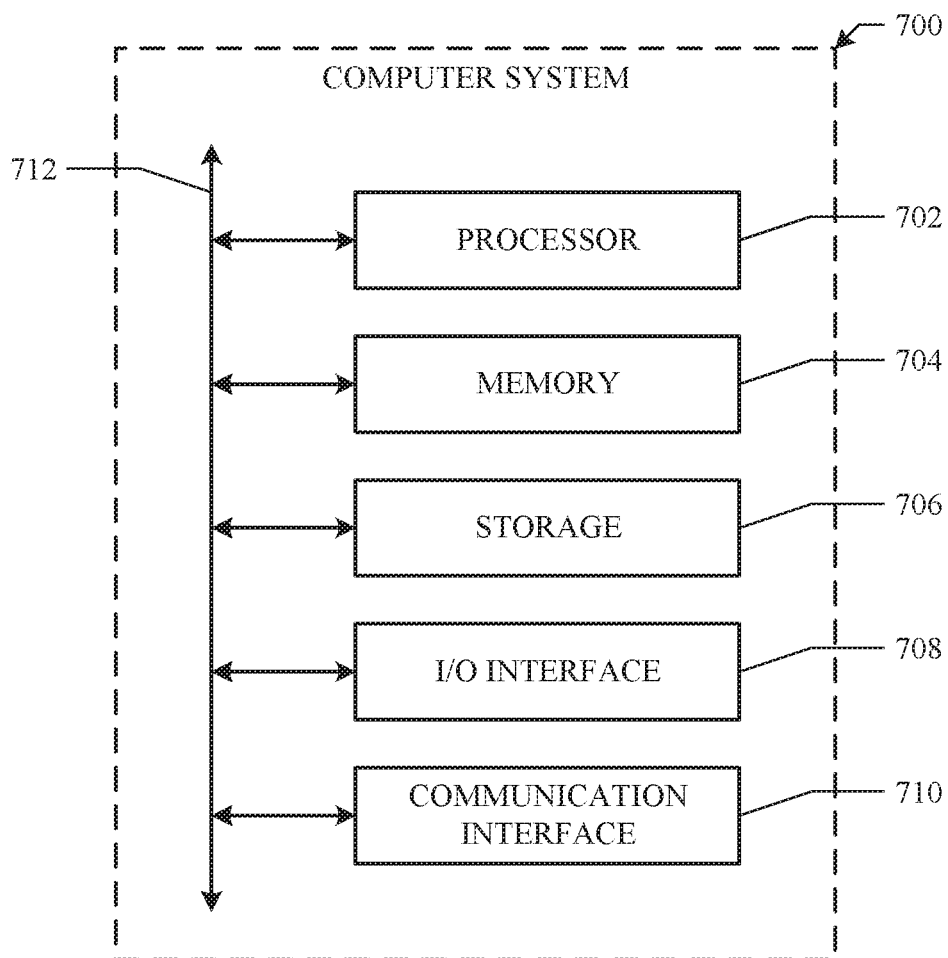 700
COMPUTER SYSTEM
712
PROCESSOR
702
MEMORY
704
STORAGE
706
I/O INTERFACE
708
COMMUNICATION
INTERFACE
710